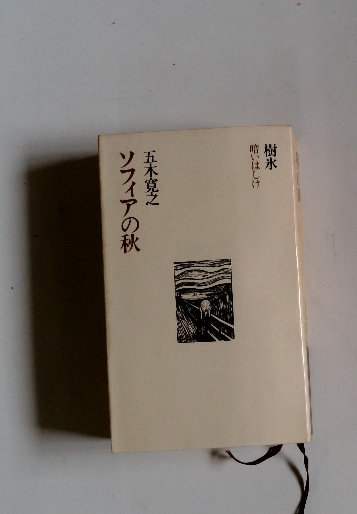 樹氷
暗いはしけ
五木寛之
ソフィアの秋